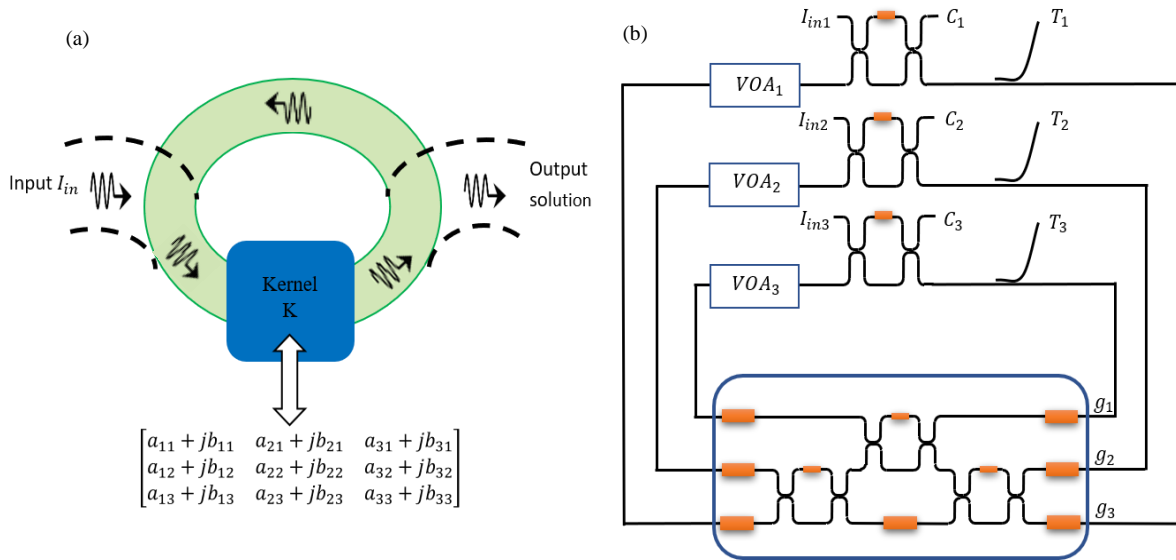 (a)
Input I_in
Output
solution
Kernel
K
[a_11 + jb_11 a_21 + jb_21 a_31 + jb_31
a_12 + jb_12 a_22 + jb_22 a_32 + jb_32
a_13 + jb_13 a_23 + jb_23 a_33 + jb_33]
(b)
I_in1 C_1 T_1
VOA_1
I_in2 C_2 T_2
VOA_2
I_in3 C_3 T_3
VOA_3
g_1
g_2
g_3